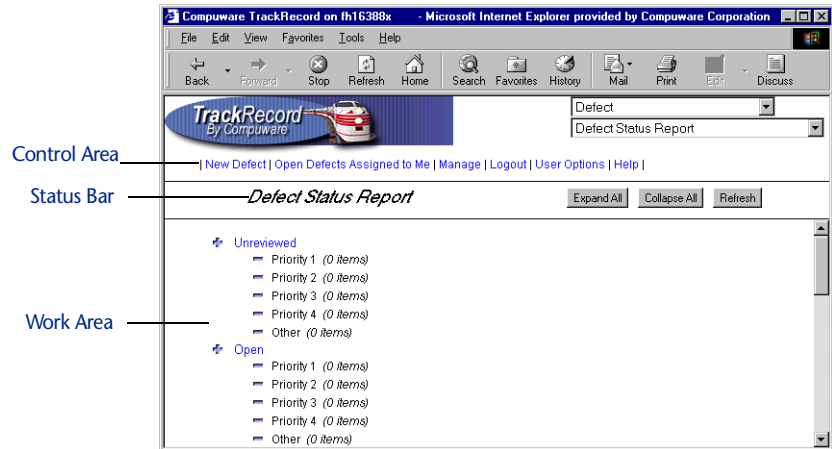 Compuware TrackRecord on fh16388x - Microsoft Internet Explorer provided by Compuware Corporation
File Edit View Favorites Tools Help
Back Forward Stop Refresh Home Search Favorites History Mail Print Edit Discuss
TrackRecord
By Compuware
Defect
Defect Status Report
Control Area
| New Defect | Open Defects Assigned to Me | Manage | Logout | User Options | Help |
Status Bar
Defect Status Report
Expand All Collapse All Refresh
Unreviewed
Priority 1 (0 items)
Priority 2 (0 items)
Priority 3 (0 items)
Priority 4 (0 items)
Other (0 items)
Work Area
Open
Priority 1 (0 items)
Priority 2 (0 items)
Priority 3 (0 items)
Priority 4 (0 items)
Other (0 items)